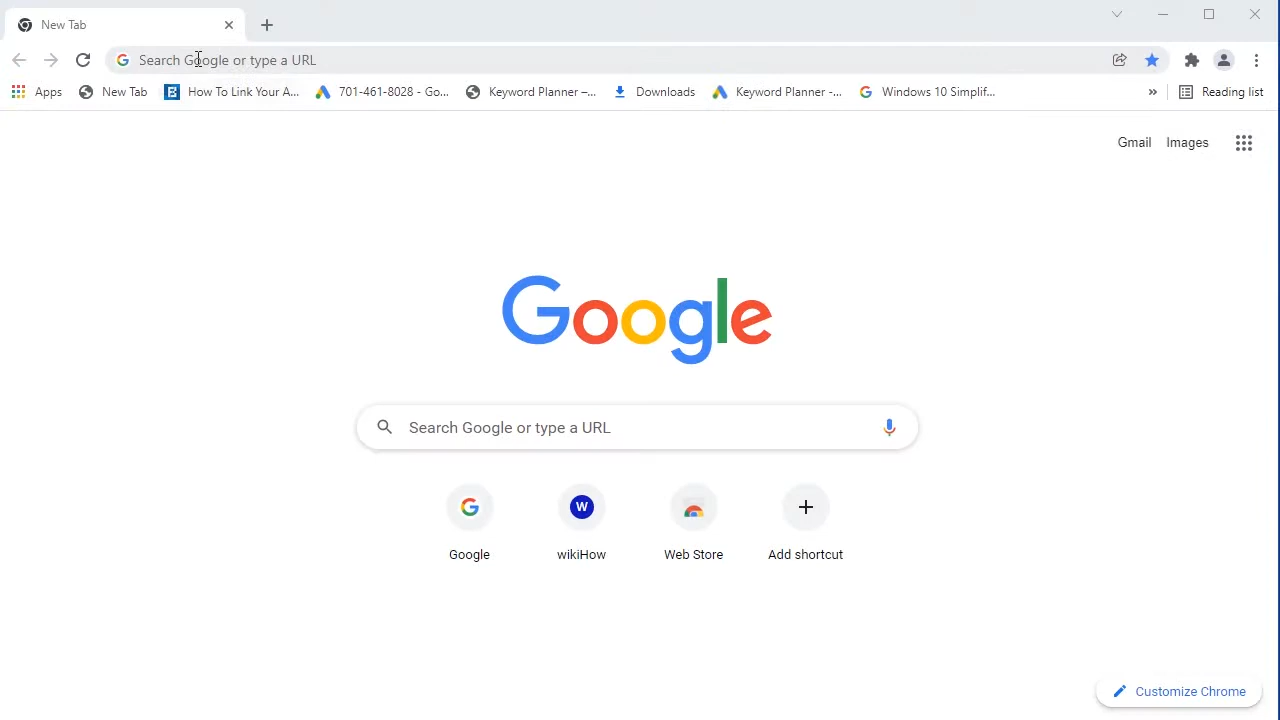 New Tab
Search Google or type a URL
Apps New Tab How To Link Your A... 701-461-8028 - Go... Keyword Planner –... Downloads Keyword Planner -... Windows 10 Simplif... » Reading list
Gmail Images
Google
Search Google or type a URL
W
Google wikiHow Web Store Add shortcut
Customize Chrome